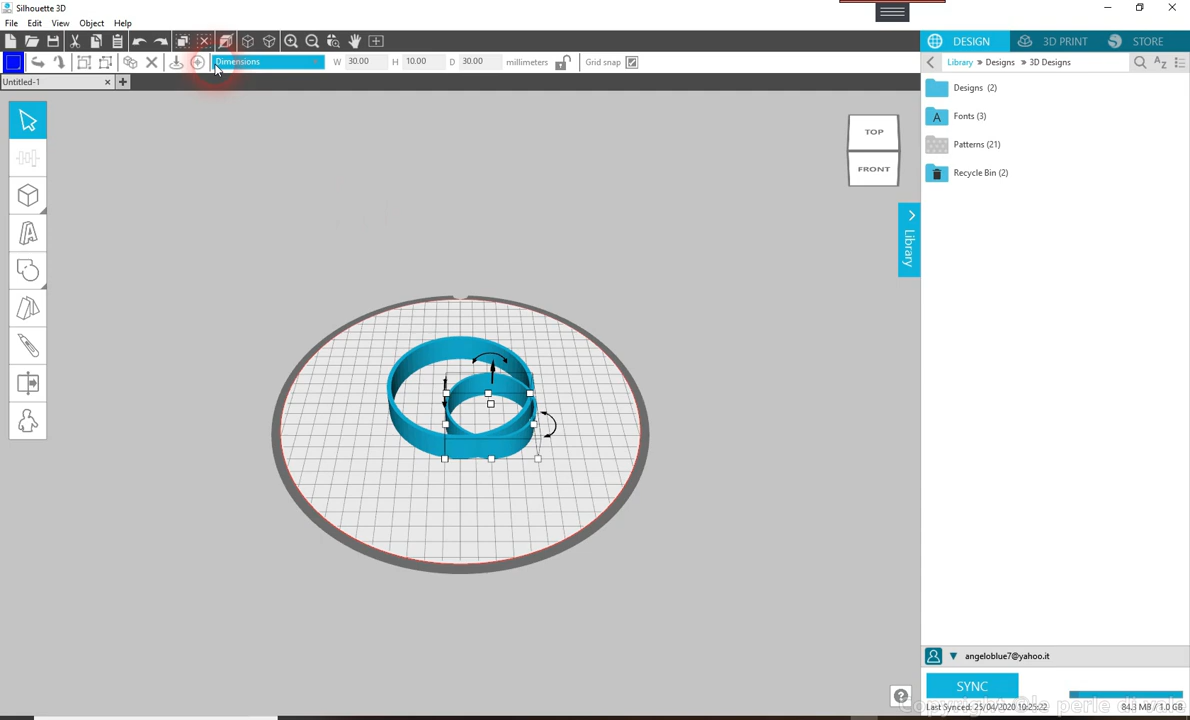 Silhouette 3D
File Edit View Object Help
DESIGN 3D PRINT STORE
Dimensions W 30.00 H 10.00 D 30.00 millimeters Grid snap
Library » Designs » 3D Designs
Untitled-1
Designs (2)
Fonts (3)
Patterns (21)
Recycle Bin (2)
TOP
FRONT
Library
angeloblue7@yahoo.it
SYNC
Last Synced: 25/04/2020 10:25:22 84.3 MB / 1.0 GB